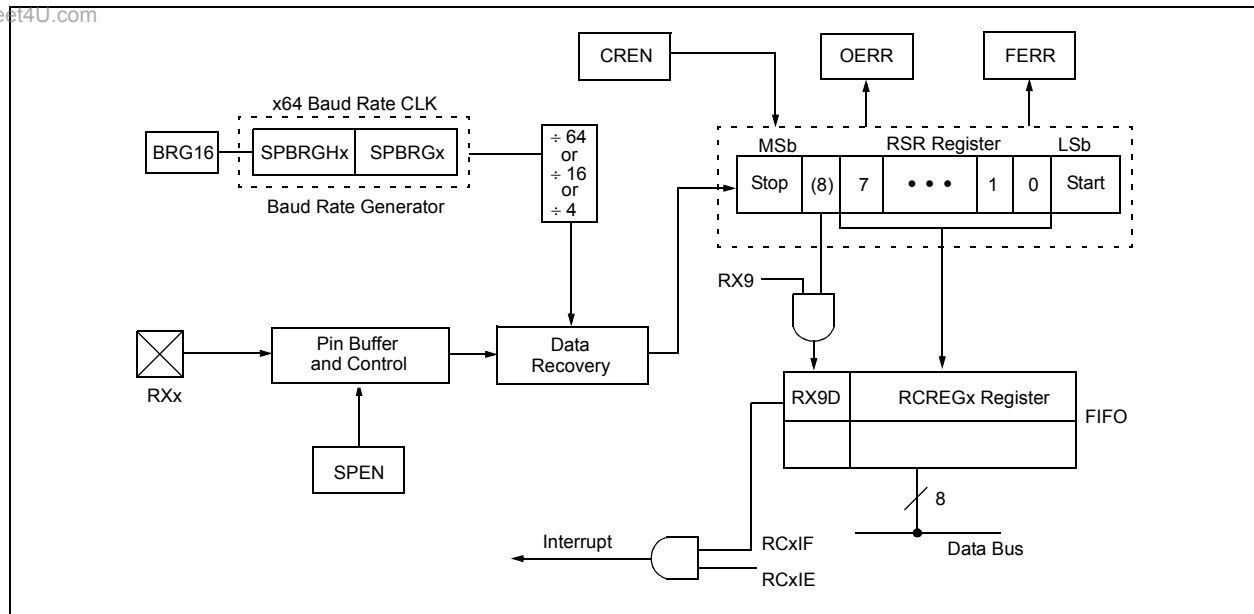 eet4U.com
CREN
OERR
FERR
x64 Baud Rate CLK
BRG16
SPBRGHx
SPBRGx
Baud Rate Generator
÷ 64
or
÷ 16
or
÷ 4
MSb
RSR Register
LSb
Stop
(8)
7
• • •
1
0
Start
RX9
RXx
Pin Buffer
and Control
Data
Recovery
SPEN
RX9D
RCREGx Register
FIFO
8
Data Bus
Interrupt
RCxIF
RCxIE